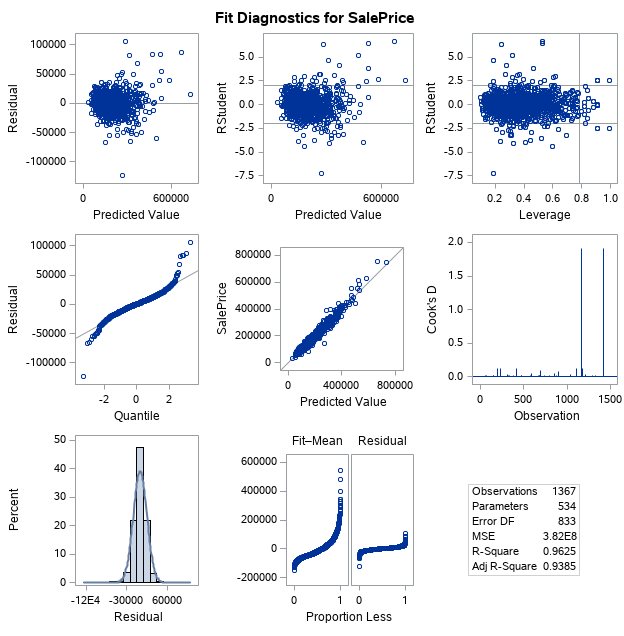 Fit Diagnostics for SalePrice
Residual
100000
50000
0
-50000
-100000
0 600000
Predicted Value
RStudent
5.0
2.5
0.0
-2.5
-5.0
-7.5
0 600000
Predicted Value
RStudent
5.0
2.5
0.0
-2.5
-5.0
-7.5
0.2 0.4 0.6 0.8 1.0
Leverage
Residual
100000
50000
0
-50000
-100000
-2 0 2
Quantile
SalePrice
800000
600000
400000
200000
0
0 400000 800000
Predicted Value
Cook's D
2.0
1.5
1.0
0.5
0.0
0 500 1000 1500
Observation
Percent
50
40
30
20
10
0
-12E4 -30000 60000
Residual
Fit–Mean Residual
600000
400000
200000
0
-200000
0 1 0 1
Proportion Less
Observations 1367
Parameters 534
Error DF 833
MSE 3.82E8
R-Square 0.9625
Adj R-Square 0.9385